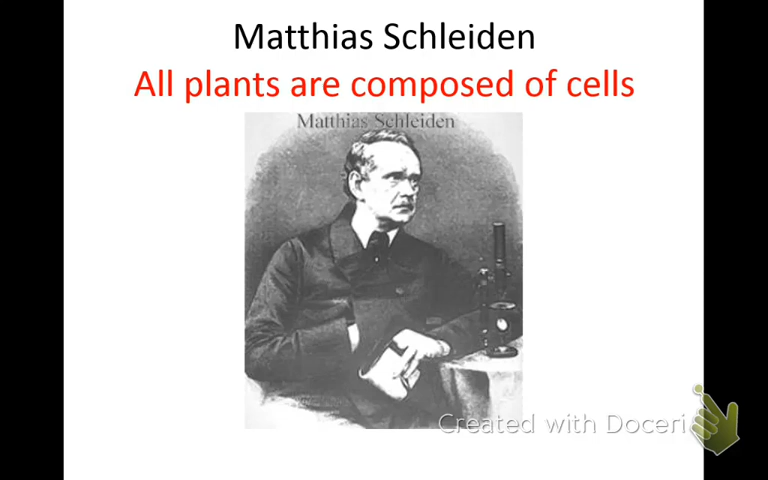 Matthias Schleiden
All plants are composed of cells
Matthias Schleiden
Created with Doceri